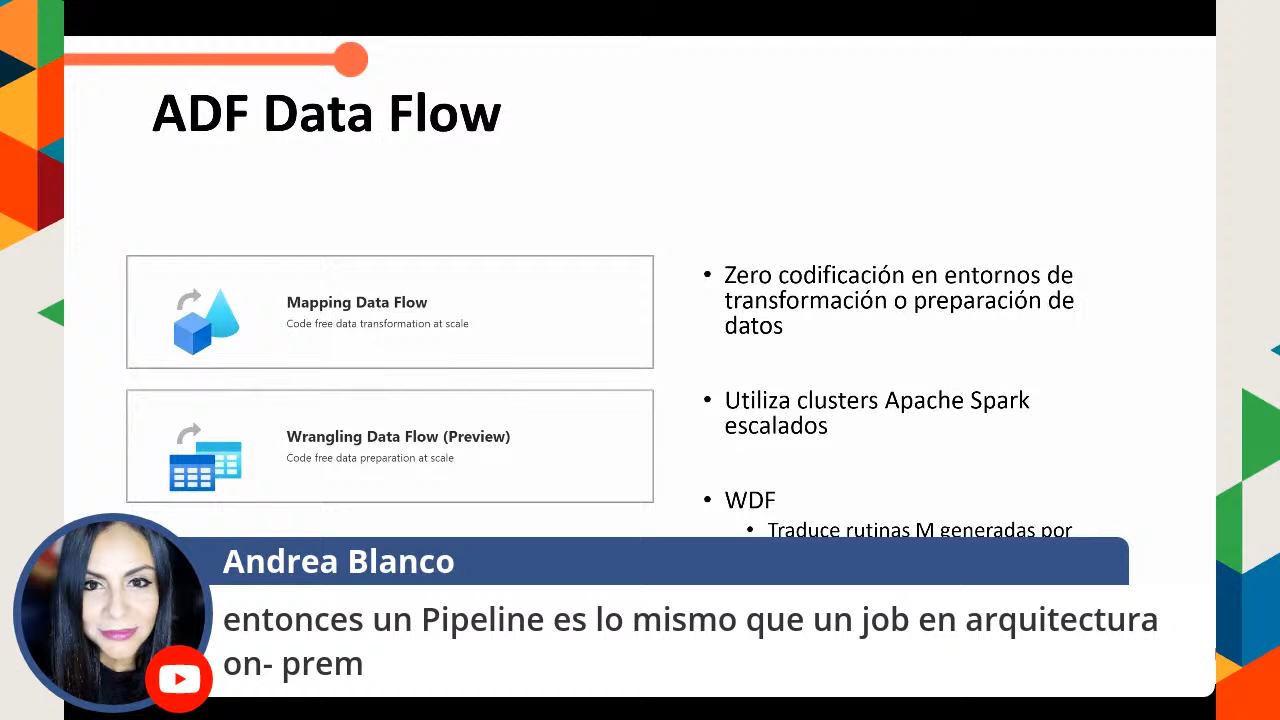 ADF Data Flow
Mapping Data Flow
Code free data transformation at scale
Wrangling Data Flow (Preview)
Code free data preparation at scale
• Zero codificación en entornos de
transformación o preparación de
datos
• Utiliza clusters Apache Spark
escalados
• WDF
• Traduce rutinas M generadas por
Andrea Blanco
entonces un Pipeline es lo mismo que un job en arquitectura
on- prem